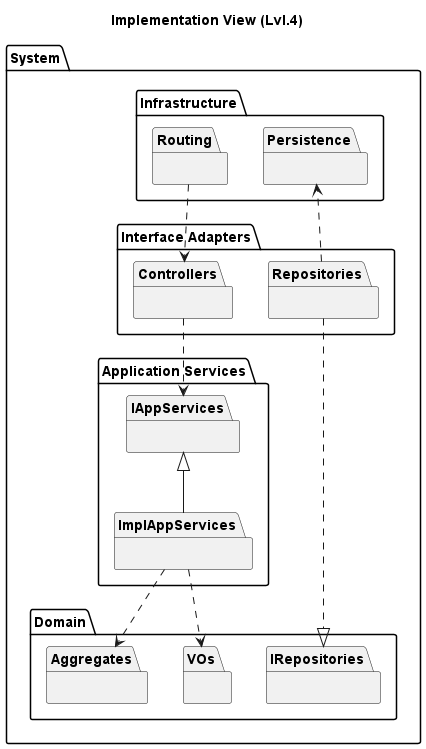 Implementation View (Lvl.4)
System
Infrastructure
Routing
Persistence
Interface Adapters
Controllers
Repositories
Application Services
IAppServices
ImplAppServices
Domain
Aggregates
VOs
IRepositories